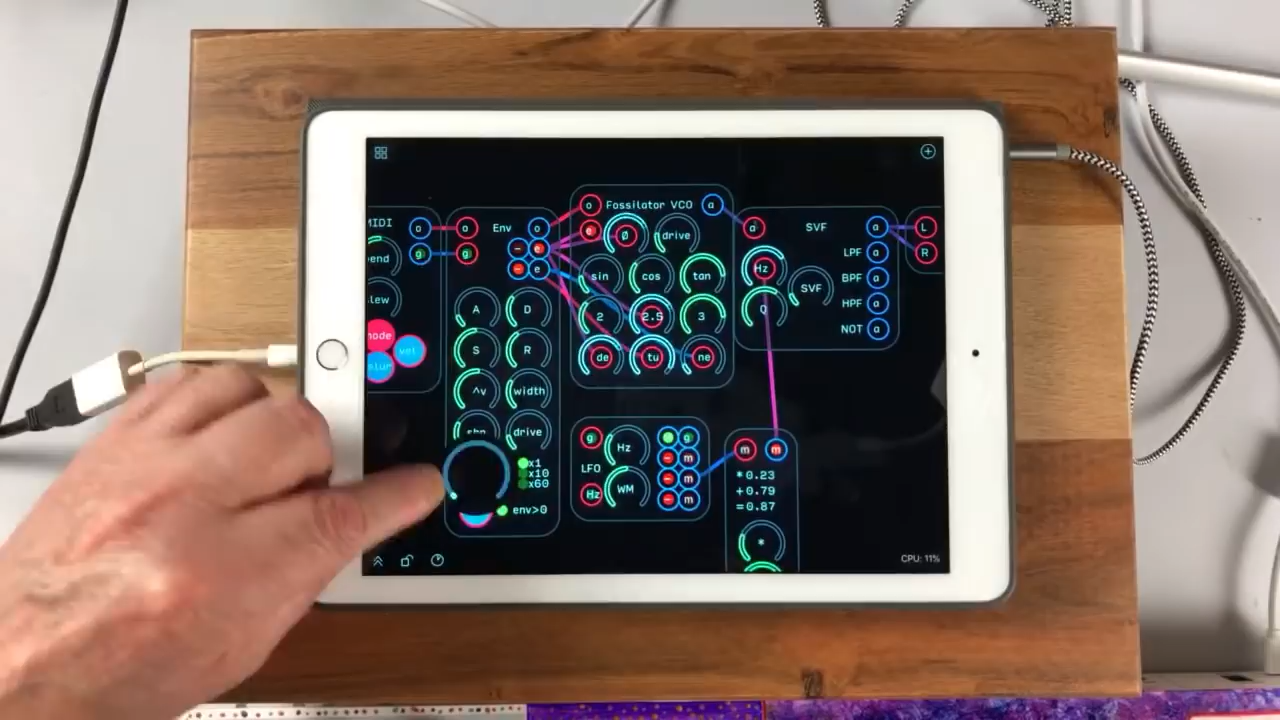 MIDI
o
g
end
lew
mode
vel
o
g
Env
o
e
e
A
D
S
R
^v
width
drive
x1
x10
x60
env>0
o
e
Fossilator VCO
a
Ø
drive
sin
cos
tan
2
2.5
3
de
tu
ne
g
Hz
LFO
Hz
WM
g
m
m
m
a
SVF
a
Hz
SVF
LPF
a
BPF
a
Q
HPF
a
NOT
a
L
R
m
m
*0.23
+0.79
=0.87
*
CPU: 11%